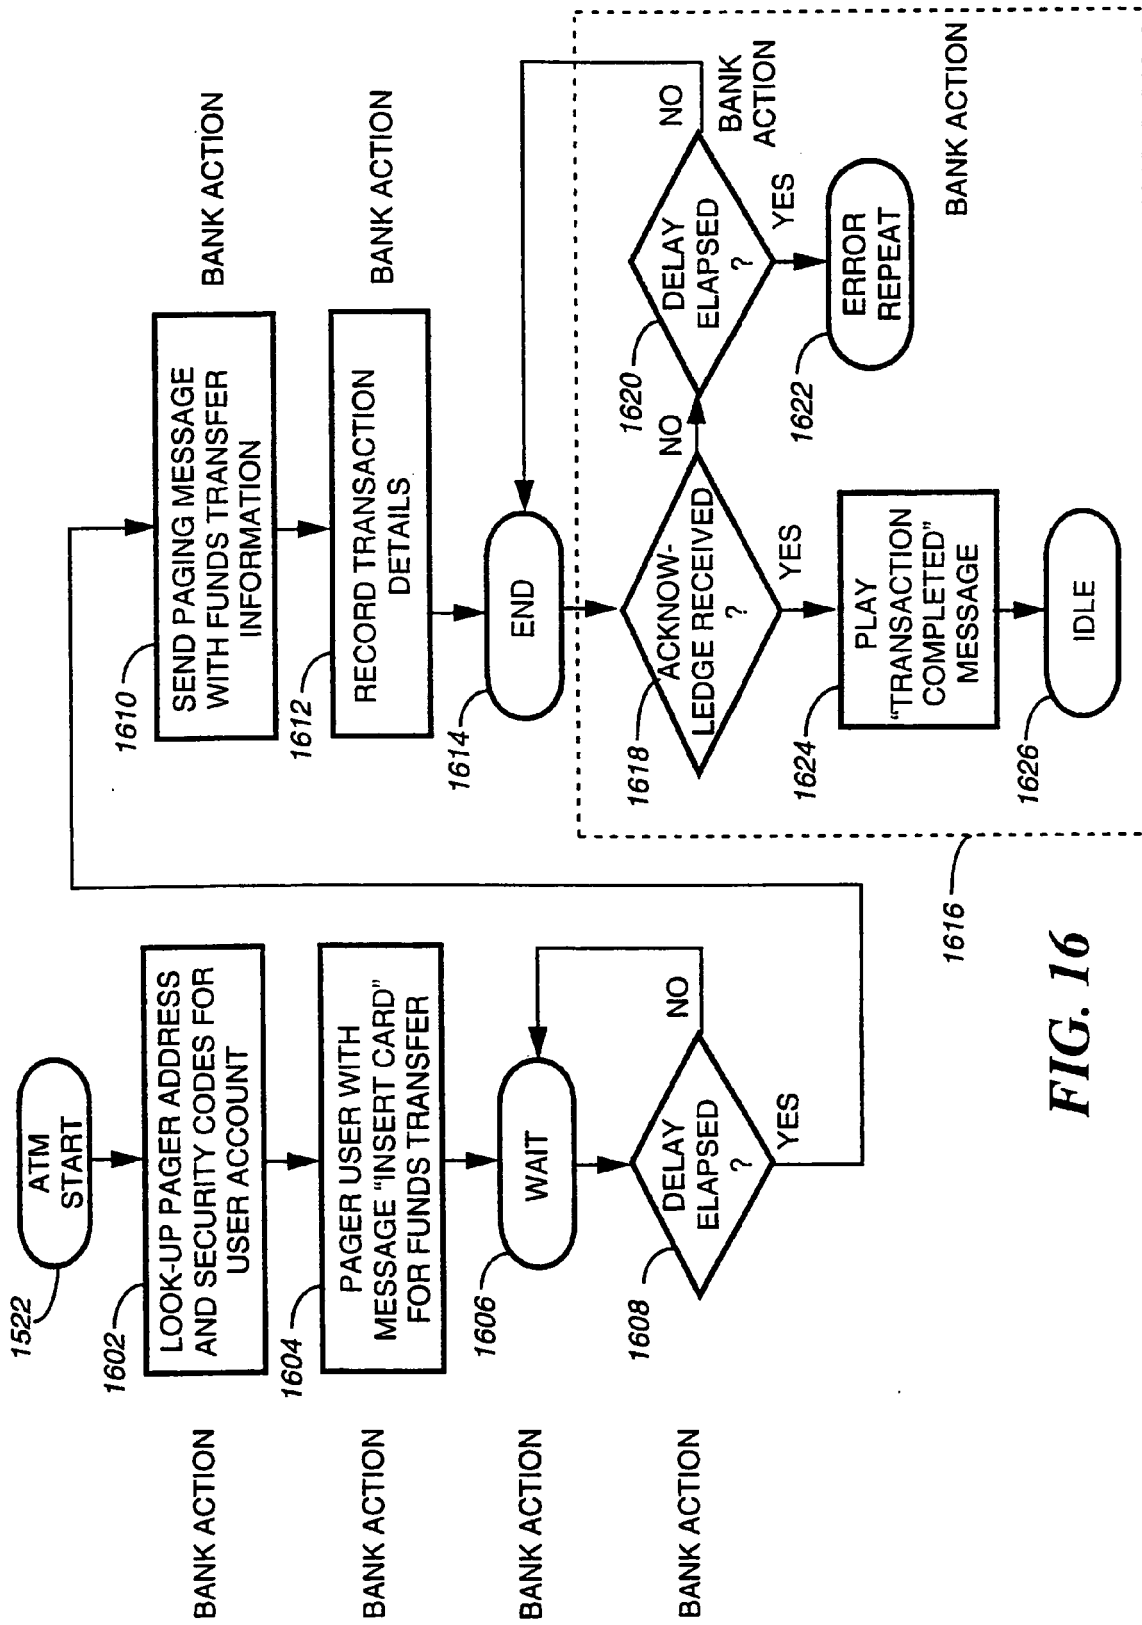 ATM
START
1522
LOOK-UP PAGER ADDRESS
AND SECURITY CODES FOR
USER ACCOUNT
1602
BANK ACTION
PAGER USER WITH
MESSAGE “INSERT CARD”
FOR FUNDS TRANSFER
1604
BANK ACTION
WAIT
1606
BANK ACTION
DELAY
ELAPSED
?
1608
NO
YES
BANK ACTION
SEND PAGING MESSAGE
WITH FUNDS TRANSFER
INFORMATION
1610
BANK ACTION
RECORD TRANSACTION
DETAILS
1612
BANK ACTION
END
1614
ACKNOW-
LEDGE RECEIVED
?
1618
NO
YES
DELAY
ELAPSED
?
1620
NO
YES
BANK
ACTION
ERROR
REPEAT
1622
PLAY
“TRANSACTION
COMPLETED”
MESSAGE
1624
IDLE
1626
BANK ACTION
1616
FIG. 16